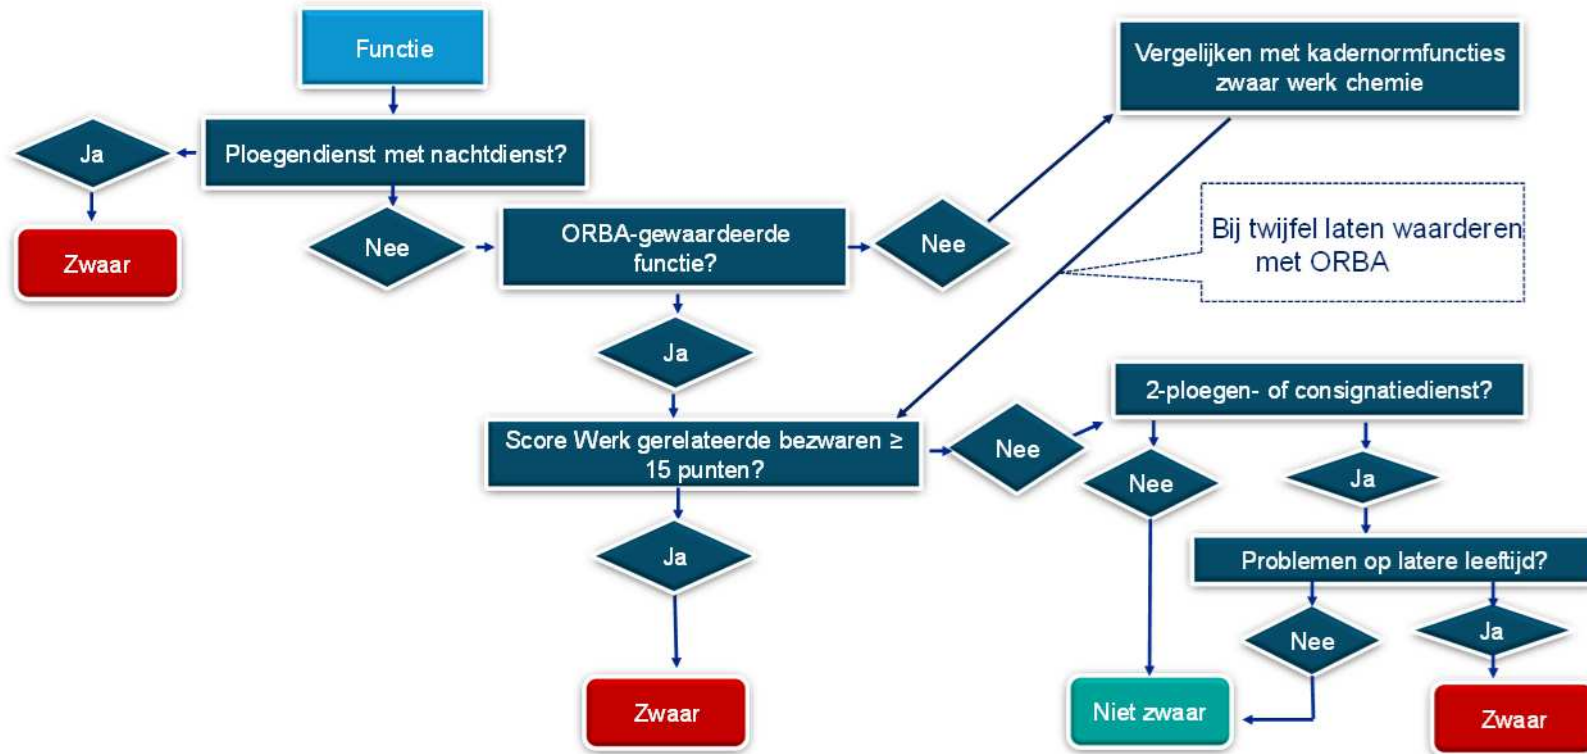 Functie
Vergelijken met kadernormfuncties
zwaar werk chemie
Ja
Ploegendienst met nachtdienst?
Zwaar
Nee
ORBA-gewaardeerde
functie?
Nee
Bij twijfel laten waarderen
met ORBA
Ja
2-ploegen- of consignatiedienst?
Score Werk gerelateerde bezwaren ≥
15 punten?
Nee
Nee
Ja
Ja
Problemen op latere leeftijd?
Nee
Ja
Zwaar
Niet zwaar
Zwaar